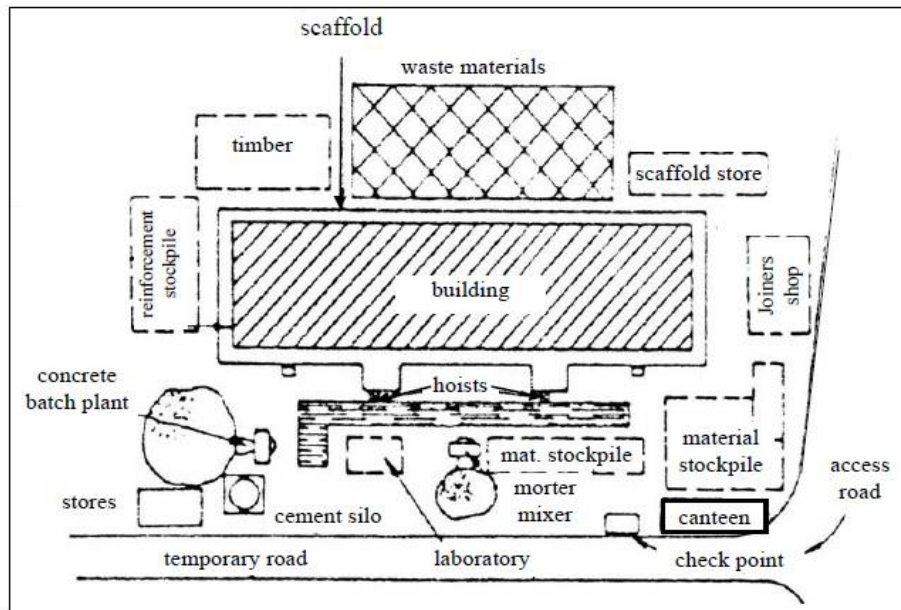 scaffold
waste materials
timber
scaffold store
reinforcement
stockpile
building
Joiners
shop
concrete
batch plant
hoists
material
stockpile
mat. stockpile
access
road
stores
cement silo
morter
mixer
canteen
temporary road
laboratory
check point